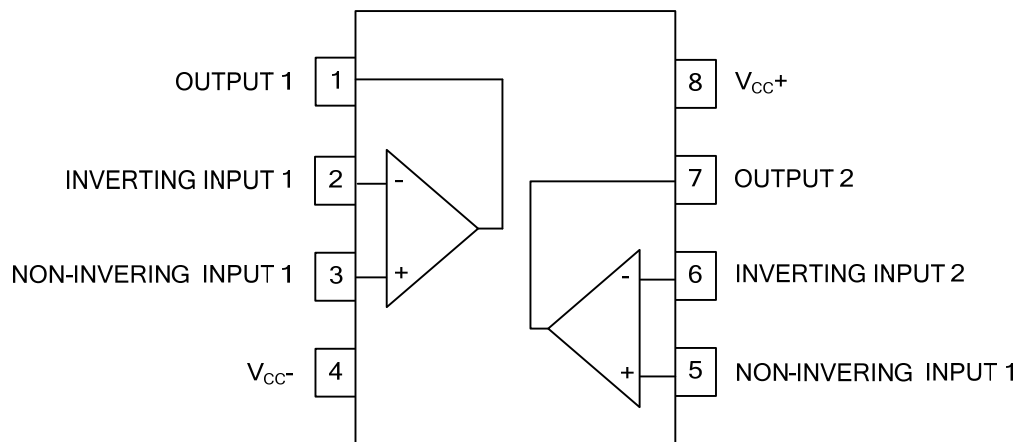 OUTPUT 1 1
INVERTING INPUT 1 2 -
NON-INVERING INPUT 1 3 +
VCC- 4
8 VCC+
7 OUTPUT 2
- 6 INVERTING INPUT 2
+ 5 NON-INVERING INPUT 1